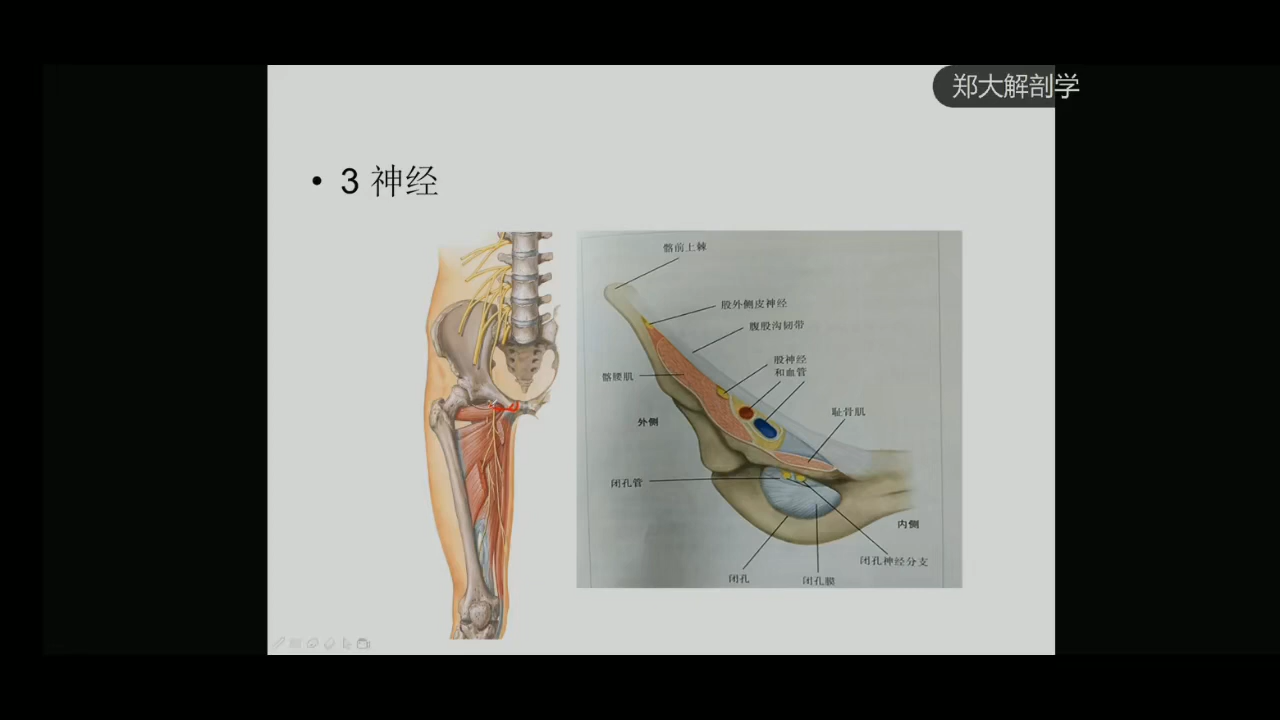 郑大解剖学
• 3 神经
髂前上棘
股外侧皮神经
腹股沟韧带
股神经
和血管
髂腰肌
耻骨肌
外侧
闭孔管
内侧
闭孔神经分支
闭孔
闭孔膜